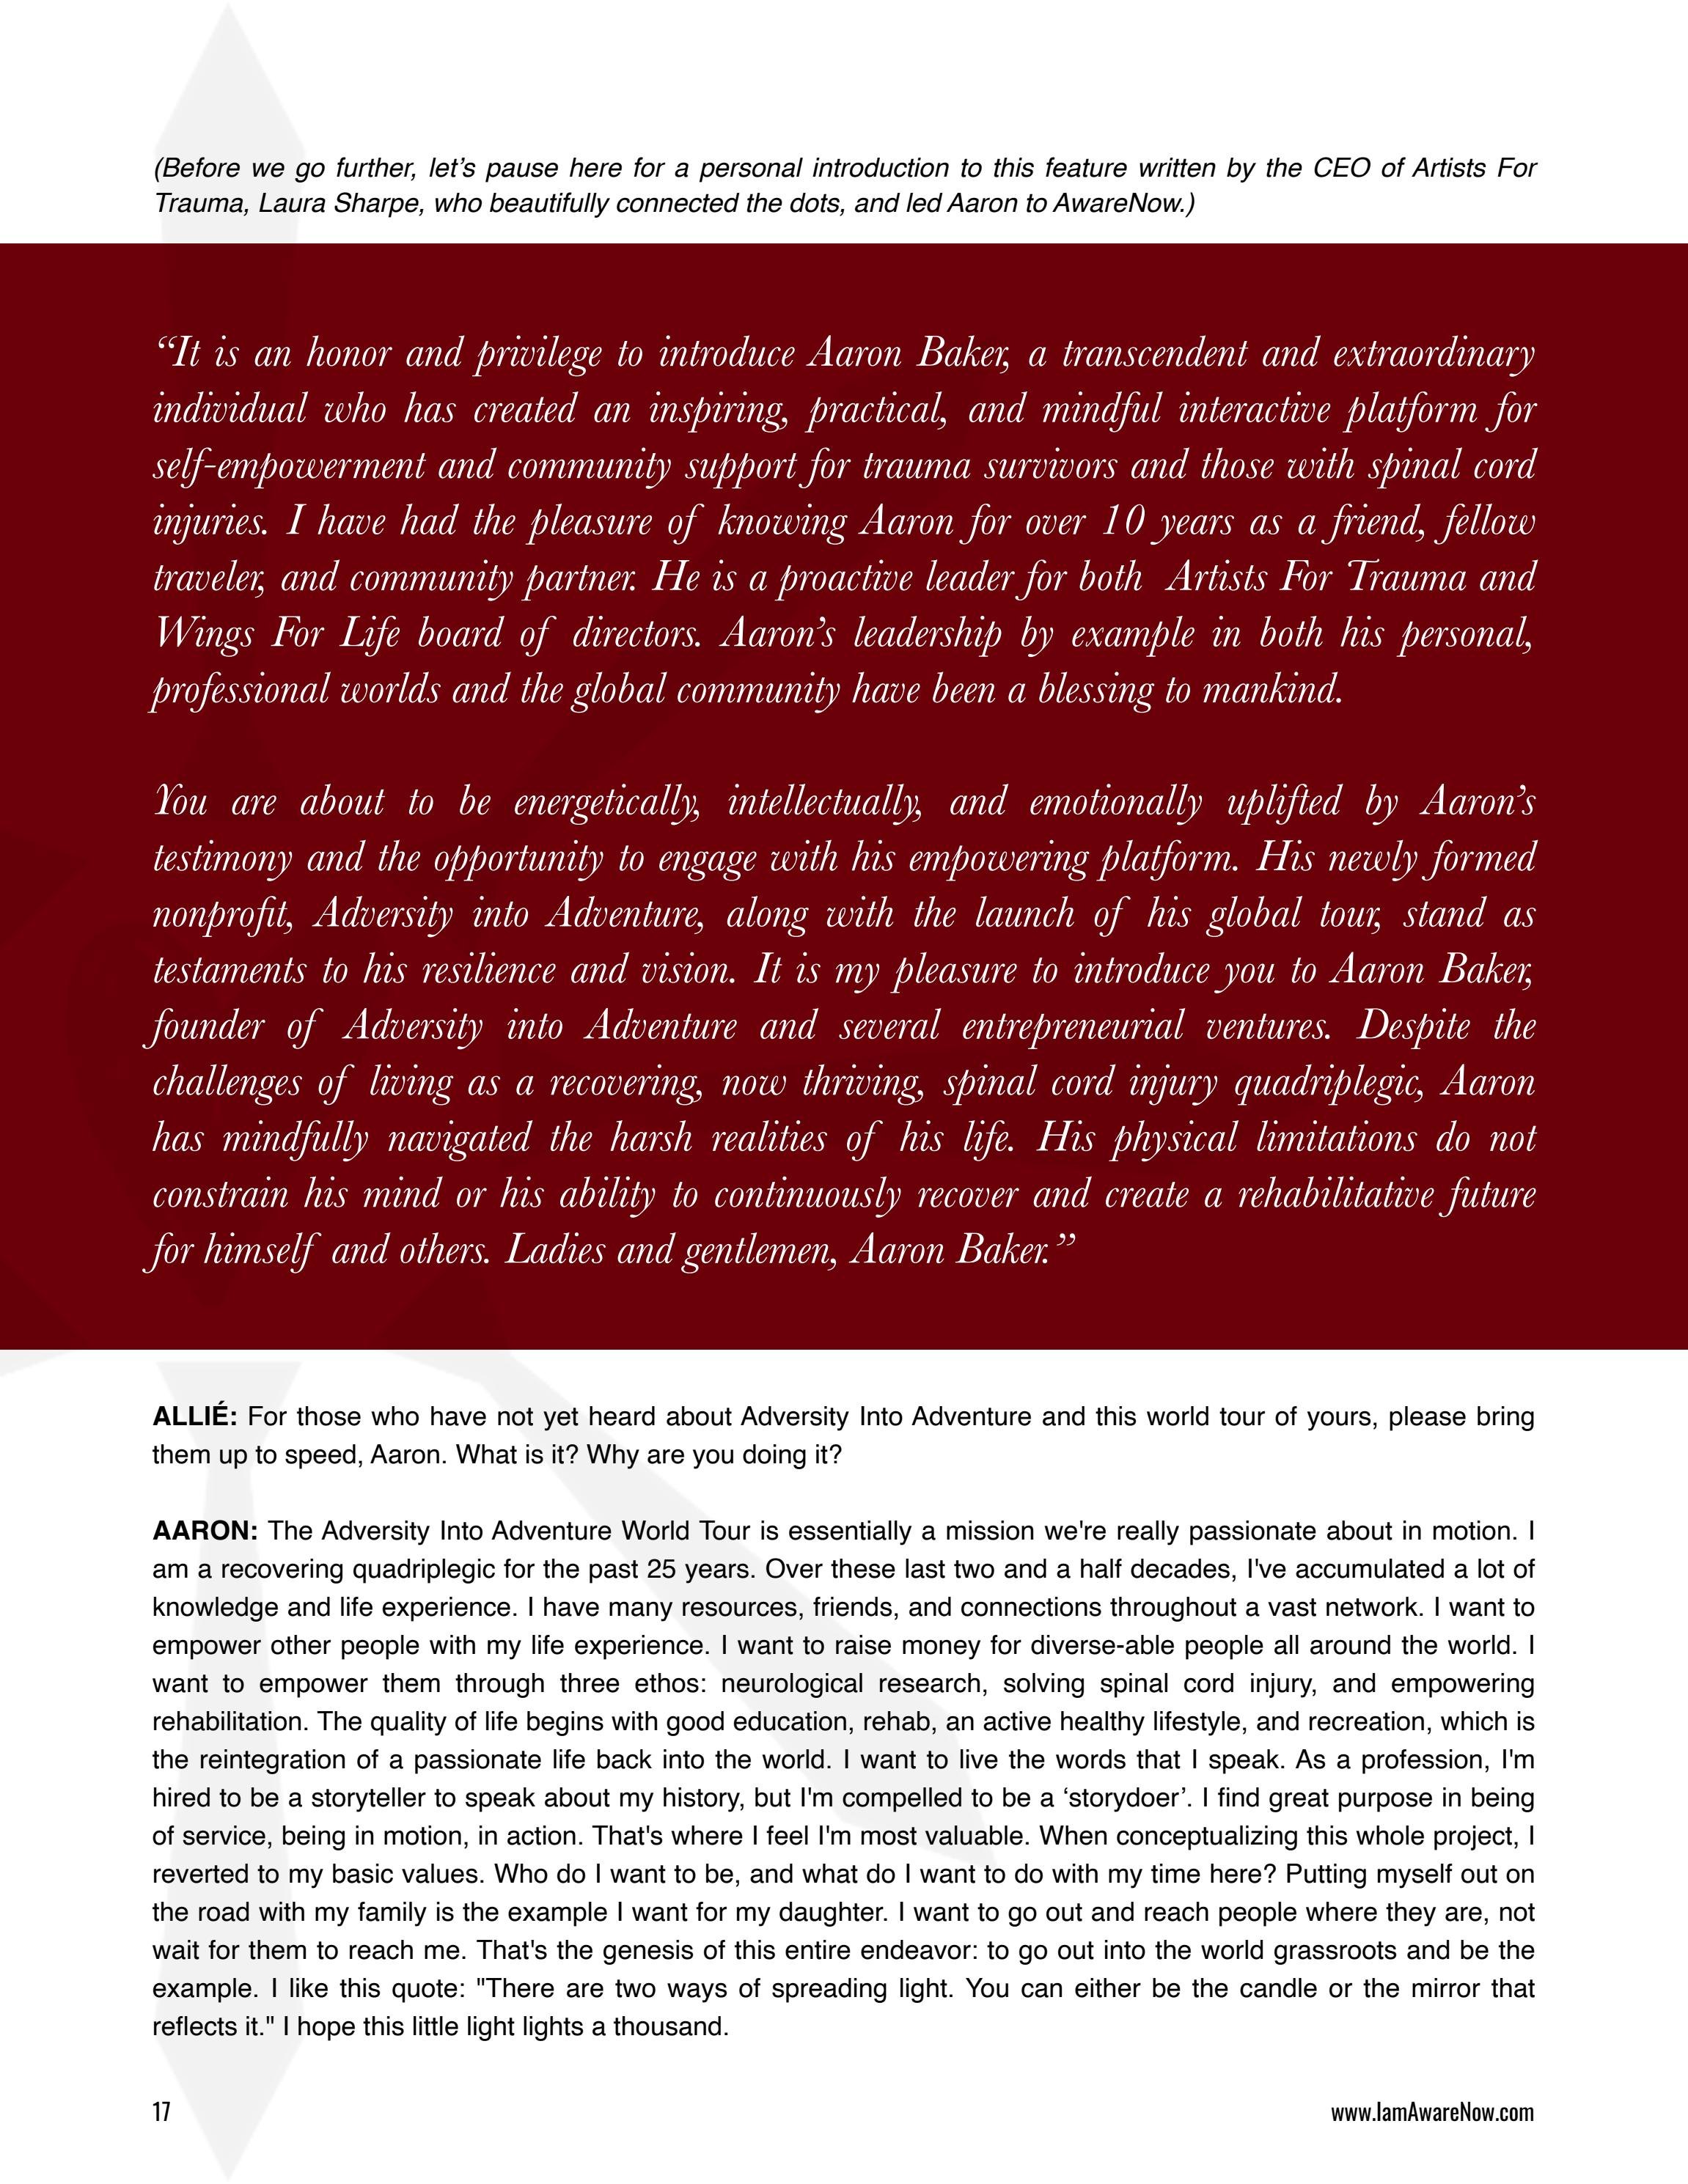 (Before we go further, let’s pause here for a personal introduction to this feature written by the CEO of Artists For
Trauma, Laura Sharpe, who beautifully connected the dots, and led Aaron to AwareNow.)
“It is an honor and privilege to introduce Aaron Baker, a transcendent and extraordinary
individual who has created an inspiring, practical, and mindful interactive platform for
self-empowerment and community support for trauma survivors and those with spinal cord
injuries. I have had the pleasure of knowing Aaron for over 10 years as a friend, fellow
traveler, and community partner. He is a proactive leader for both Artists For Trauma and
Wings For Life board of directors. Aaron’s leadership by example in both his personal,
professional worlds and the global community have been a blessing to mankind.
You are about to be energetically, intellectually, and emotionally uplifted by Aaron’s
testimony and the opportunity to engage with his empowering platform. His newly formed
nonprofit, Adversity into Adventure, along with the launch of his global tour, stand as
testaments to his resilience and vision. It is my pleasure to introduce you to Aaron Baker,
founder of Adversity into Adventure and several entrepreneurial ventures. Despite the
challenges of living as a recovering, now thriving, spinal cord injury quadriplegic, Aaron
has mindfully navigated the harsh realities of his life. His physical limitations do not
constrain his mind or his ability to continuously recover and create a rehabilitative future
for himself and others. Ladies and gentlemen, Aaron Baker.”
ALLIÉ: For those who have not yet heard about Adversity Into Adventure and this world tour of yours, please bring
them up to speed, Aaron. What is it? Why are you doing it?
AARON: The Adversity Into Adventure World Tour is essentially a mission we're really passionate about in motion. I
am a recovering quadriplegic for the past 25 years. Over these last two and a half decades, I've accumulated a lot of
knowledge and life experience. I have many resources, friends, and connections throughout a vast network. I want to
empower other people with my life experience. I want to raise money for diverse-able people all around the world. I
want to empower them through three ethos: neurological research, solving spinal cord injury, and empowering
rehabilitation. The quality of life begins with good education, rehab, an active healthy lifestyle, and recreation, which is
the reintegration of a passionate life back into the world. I want to live the words that I speak. As a profession, I'm
hired to be a storyteller to speak about my history, but I'm compelled to be a ‘storydoer’. I find great purpose in being
of service, being in motion, in action. That's where I feel I'm most valuable. When conceptualizing this whole project, I
reverted to my basic values. Who do I want to be, and what do I want to do with my time here? Putting myself out on
the road with my family is the example I want for my daughter. I want to go out and reach people where they are, not
wait for them to reach me. That's the genesis of this entire endeavor: to go out into the world grassroots and be the
example. I like this quote: "There are two ways of spreading light. You can either be the candle or the mirror that
reflects it." I hope this little light lights a thousand.
17
www.IamAwareNow.com